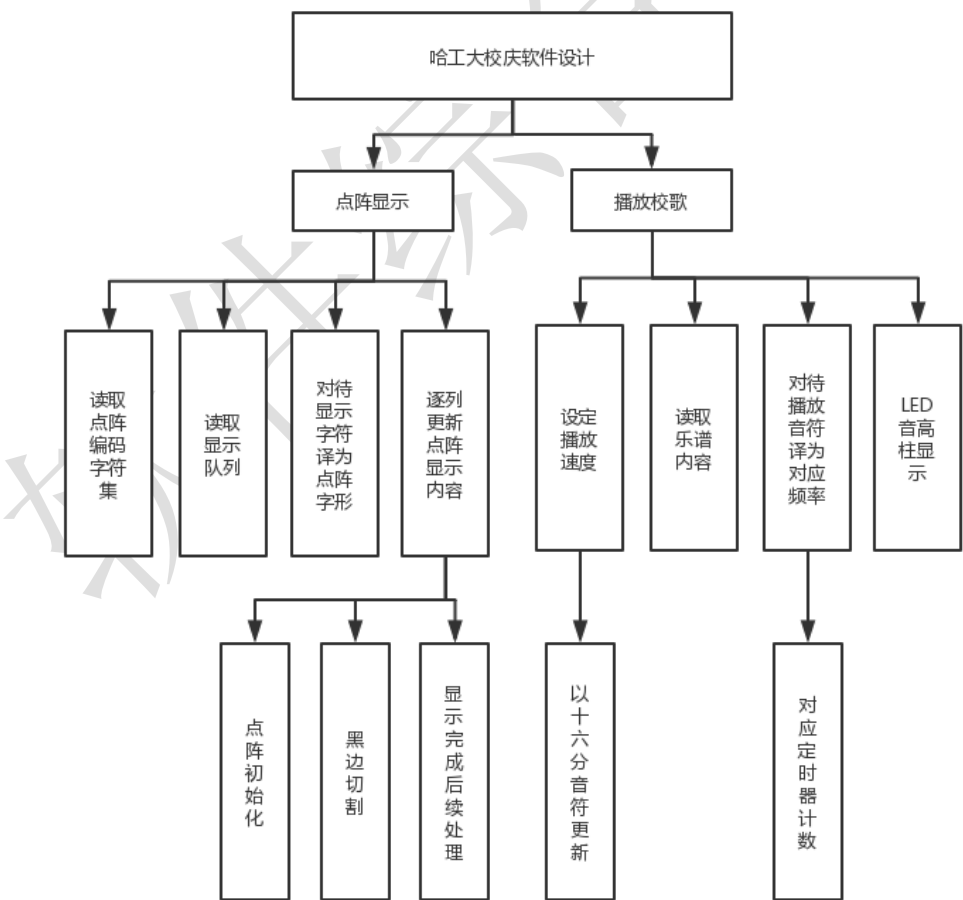 哈工大校庆软件设计
点阵显示
播放校歌
读取
点阵
编码
字符
集
读取
显示
队列
对待
显示
字符
译为
点阵
字形
逐列
更新
点阵
显示
内容
设定
播放
速度
读取
乐谱
内容
对待
播放
音符
译为
对应
频率
LED
音高
柱显
示
点阵初始化
黑边切割
显示完成后续处理
以十六分音符更新
对应定时器计数
软件综